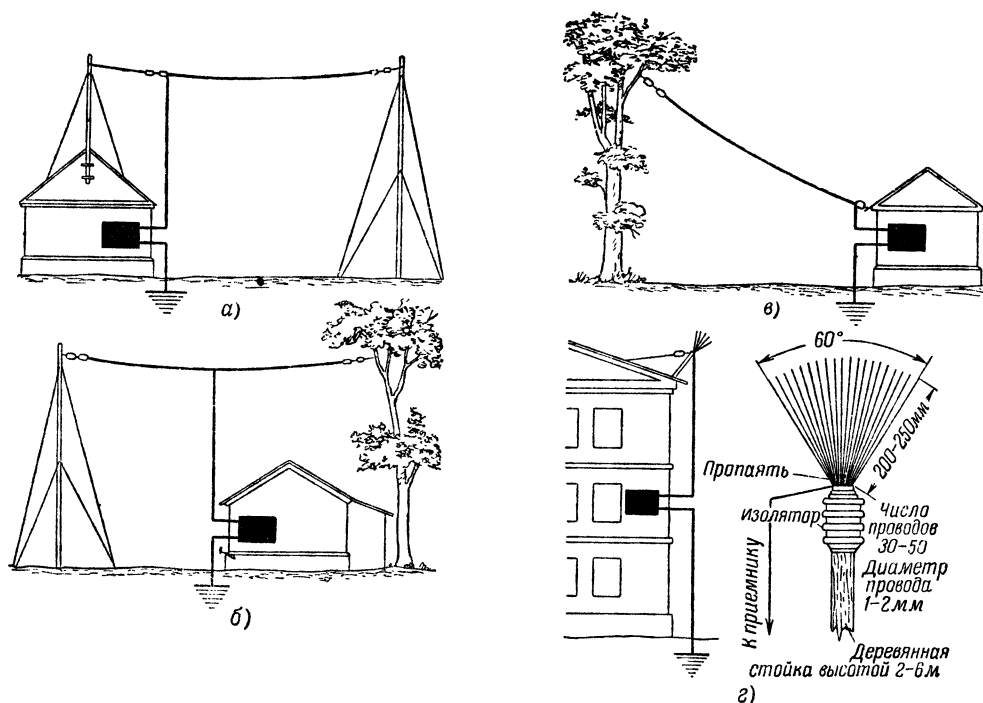 а)
в)
б)
60°
200-250мм
Пропаять
Изолятор
Число
проводов
30-50
Диаметр
провода
1-2мм
К приемнику
Деревянная
стойка высотой 2-6м
г)